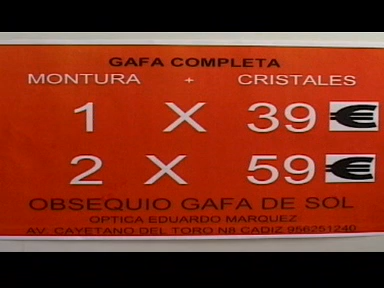 GAFA COMPLETA
MONTURA + CRISTALES
1 X 39 €
2 X 59 €
OBSEQUIO GAFA DE SOL
OPTICA EDUARDO MARQUEZ
AV. CAYETANO DEL TORO N8 CADIZ 956251240